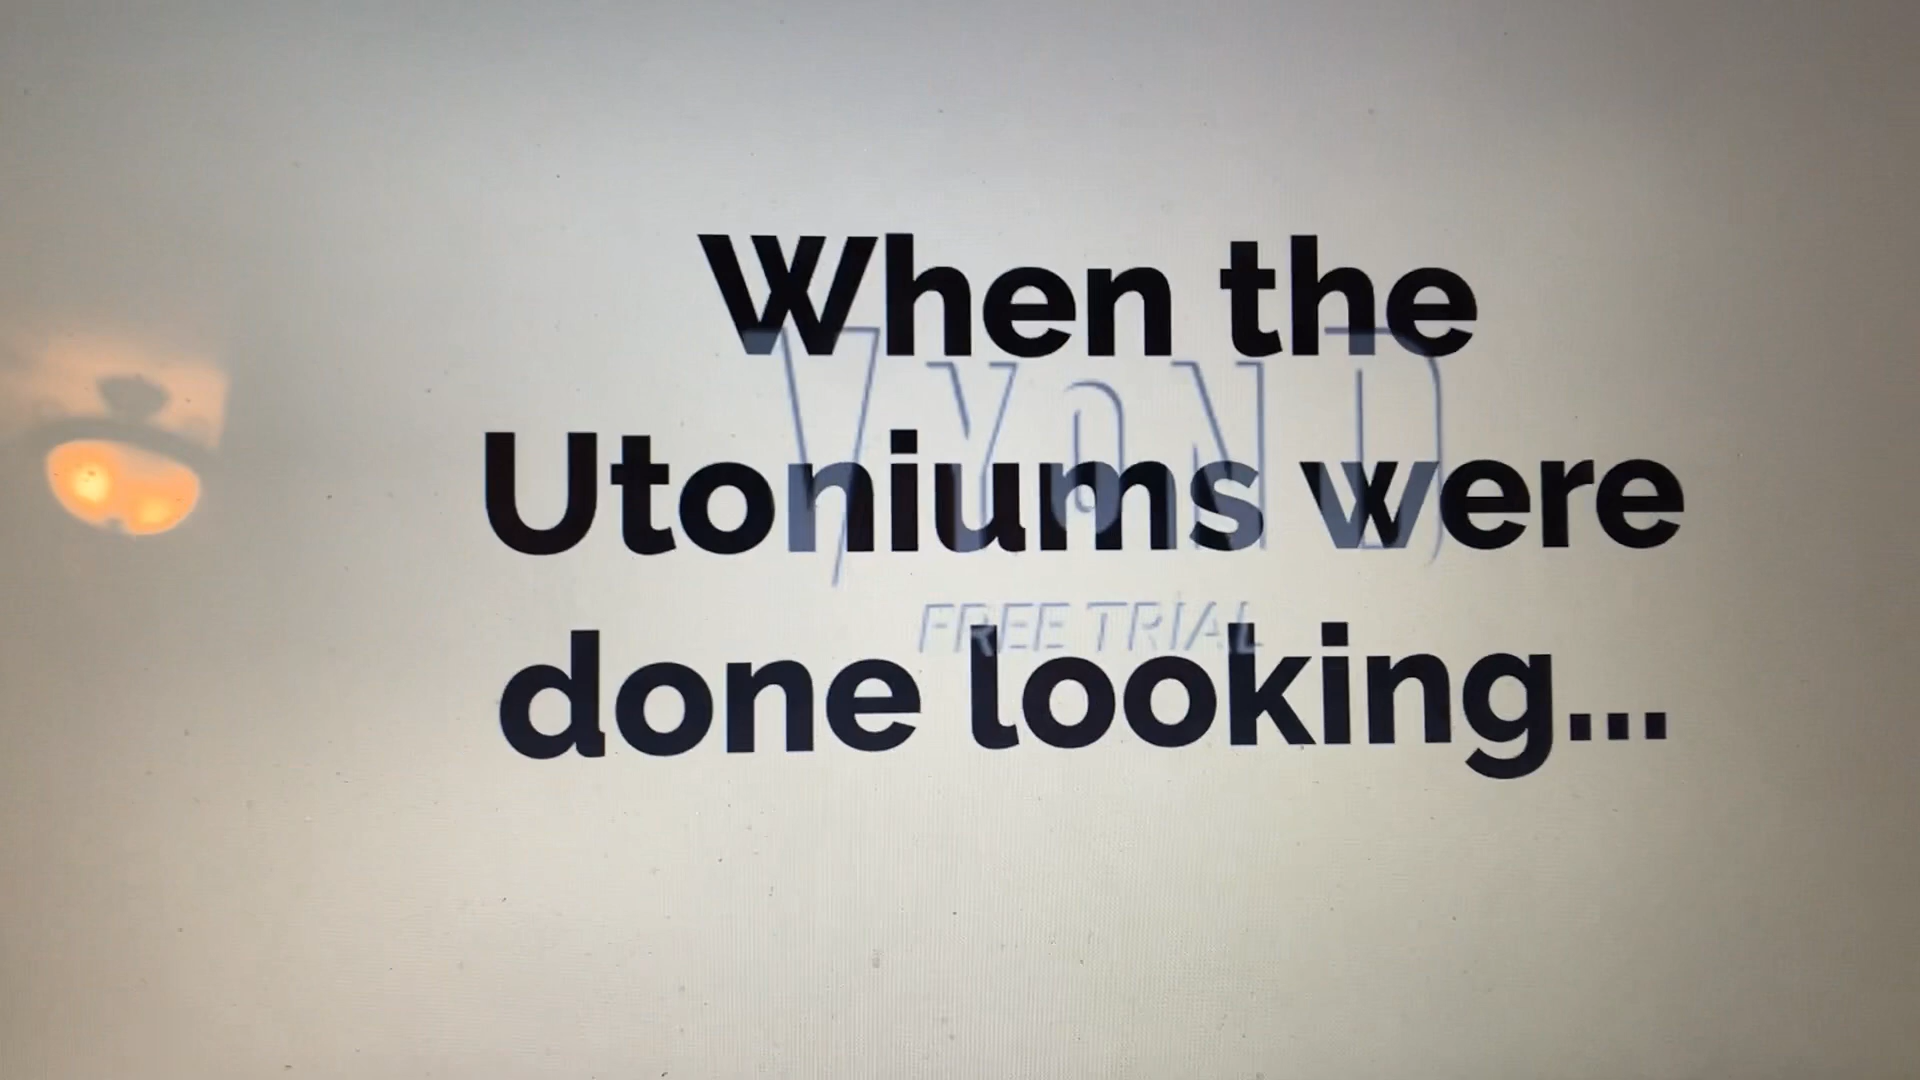 When the
VYOND
Utoniums were
FREE TRIAL
done looking...